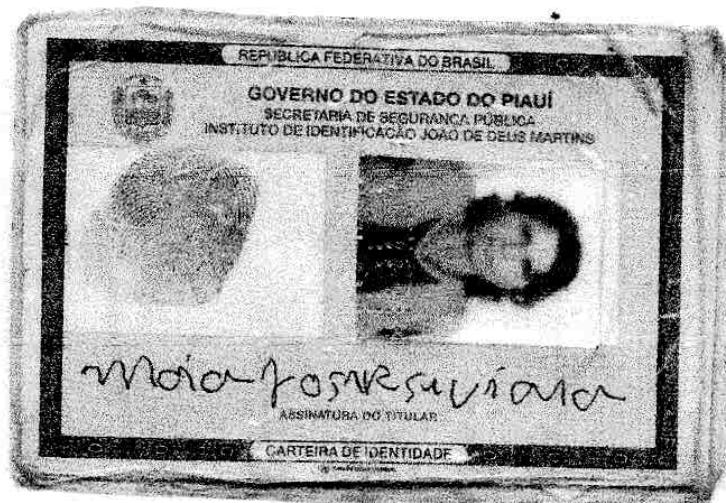 REPÚBLICA FEDERATIVA DO BRASIL
GOVERNO DO ESTADO DO PIAUÍ
SECRETARIA DE SEGURANÇA PÚBLICA
INSTITUTO DE IDENTIFICAÇÃO JOÃO DE DEUS MARTINS
ASSINATURA DO TITULAR
CARTEIRA DE IDENTIDADE